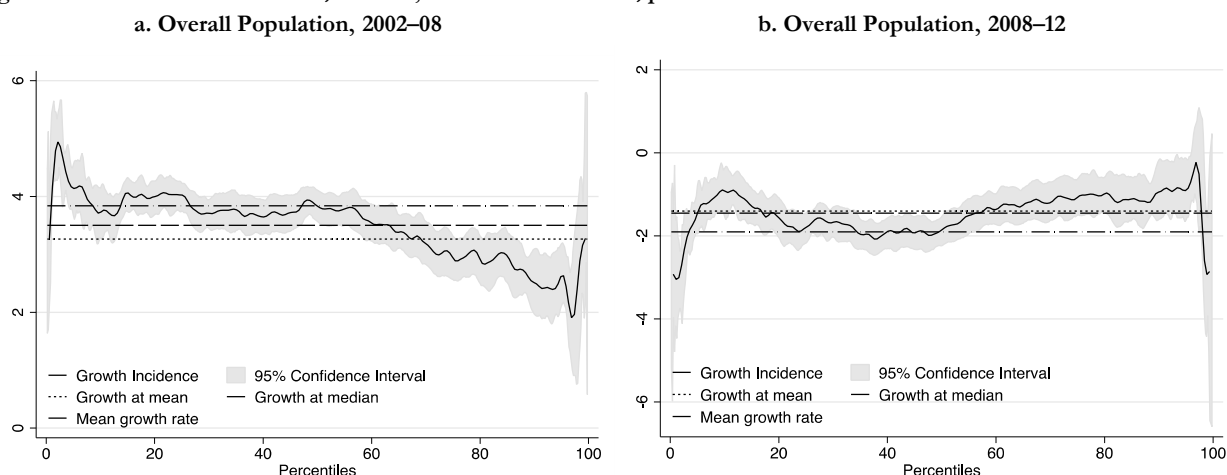 a. Overall Population, 2002–08
6
4
2
0
Growth Incidence
95% Confidence Interval
Growth at mean
Growth at median
Mean growth rate
0 20 40 60 80 100
Percentiles
b. Overall Population, 2008–12
2
0
-2
-4
-6
Growth Incidence
95% Confidence Interval
Growth at mean
Growth at median
Mean growth rate
0 20 40 60 80 100
Percentiles